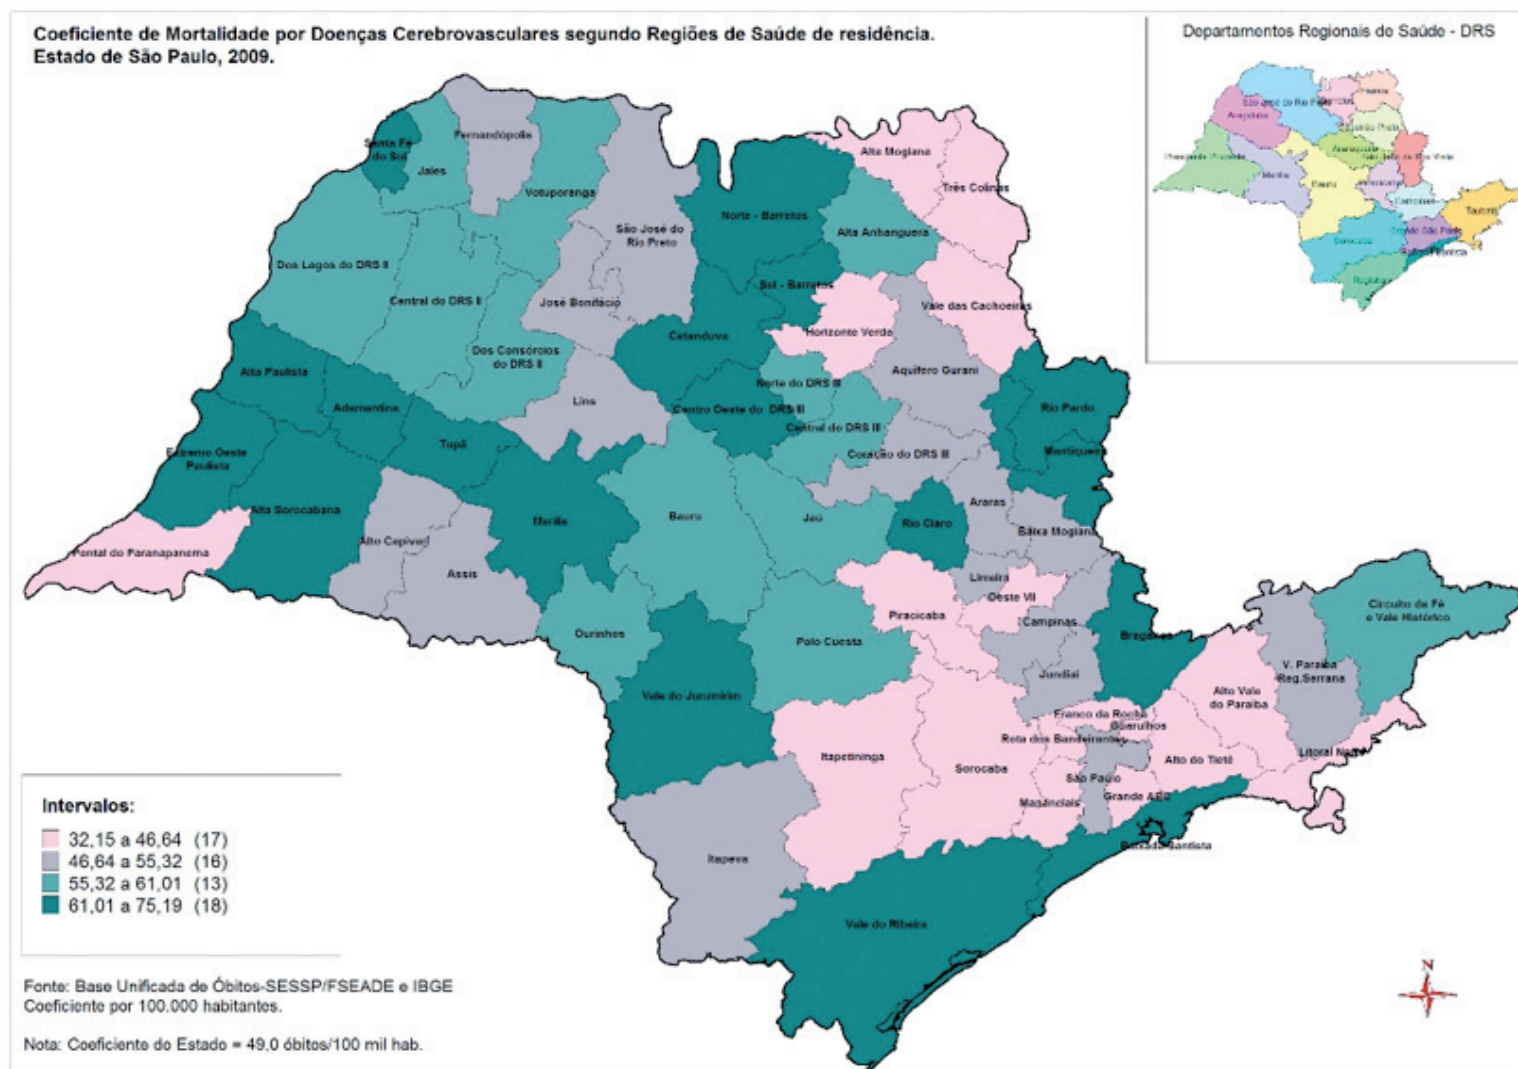 Coeficiente de Mortalidade por Doenças Cerebrovasculares segundo Regiões de Saúde de residência.
Estado de São Paulo, 2009.
Departamentos Regionais de Saúde - DRS
Araçatuba
Marília
Bauru
Campinas
Taubaté
Sorocaba
Registro
Santa Fé
do Sul
Jales
Fernandópolis
Votuporanga
São José do
Rio Preto
Norte - Barretos
Alta Mogiana
Três Colinas
Alta Anhanguera
Dos Lagos do DRS II
Central do DRS II
José Bonifácio
Sul - Barretos
Vale das Cachoeiras
Horizonte Verde
Catanduva
Dos Consórcios
do DRS II
Alta Paulista
Adamantina
Lins
Norte do DRS III
Aquífero Gurani
Centro Oeste do DRS III
Central do DRS III
Rio Pardo
Tupã
Coração do DRS III
Mantiqueira
Extremo Oeste
Paulista
Alta Sorocabana
Marília
Bauru
Jaú
Rio Claro
Araras
Baixa Mogiana
Pontal do Paranapanema
Alto Capivari
Assis
Limeira
Oeste VII
Piracicaba
Campinas
Ourinhos
Polo Cuesta
Bragança
Circuito da Fé
e Vale Histórico
Jundiaí
V. Paraíba
Reg.Serrana
Vale do Jurumirim
Alto Vale
do Paraíba
Franco da Rocha
Guarulhos
Rota dos Bandeirantes
Litoral Norte
Itapetininga
Sorocaba
Alto do Tietê
São Paulo
Mananciais
Grande ABC
Baixada Santista
Itapeva
Vale do Ribeira
Intervalos:
32,15 a 46,64 (17)
46,64 a 55,32 (16)
55,32 a 61,01 (13)
61,01 a 75,19 (18)
Fonte: Base Unificada de Óbitos-SESSP/FSEADE e IBGE
Coeficiente por 100.000 habitantes.
Nota: Coeficiente do Estado = 49,0 óbitos/100 mil hab.
N